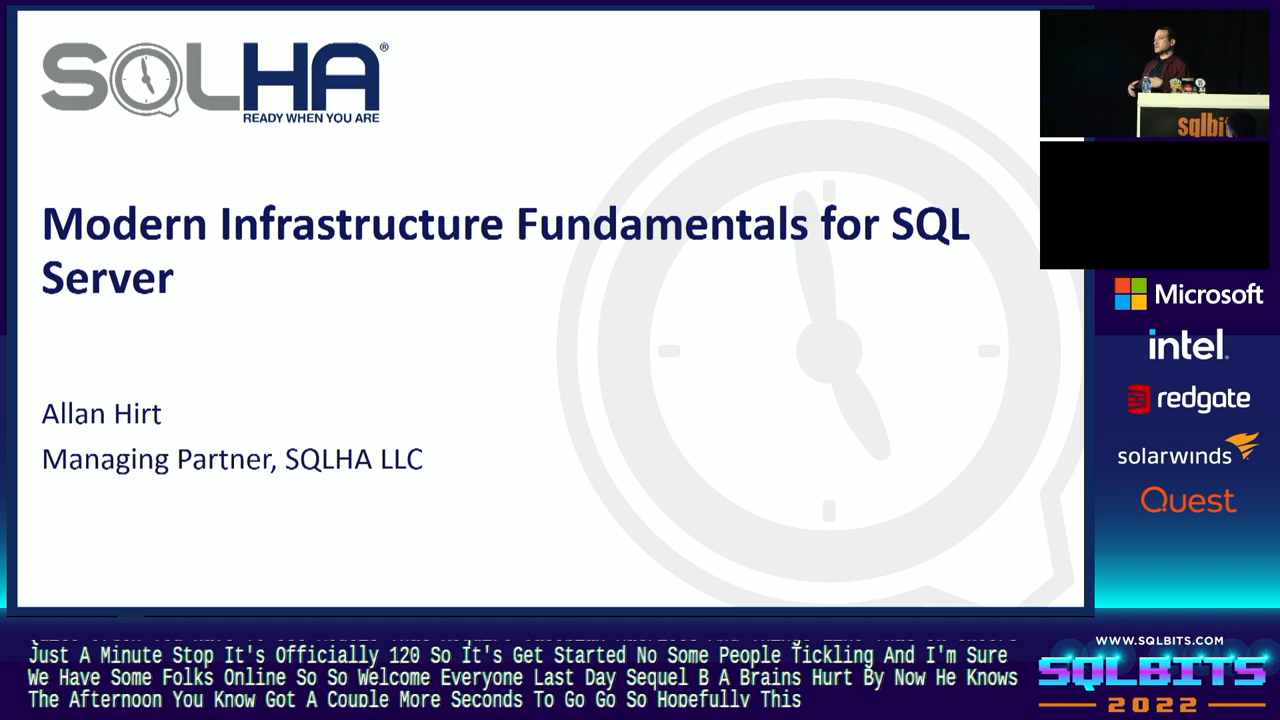 SQLHA®
READY WHEN YOU ARE
Modern Infrastructure Fundamentals for SQL
Server
Allan Hirt
Managing Partner, SQLHA LLC
sqlbit
Microsoft
intel.
redgate
solarwinds
Quest
Just A Minute Stop It's Officially 120 So It's Get Started No Some People Tickling And I'm Sure
We Have Some Folks Online So So Welcome Everyone Last Day Sequel B A Brains Hurt By Now He Knows
The Afternoon You Know Got A Couple More Seconds To Go Go So Hopefully This
WWW.SQLBITS.COM
SQLBITS
2022